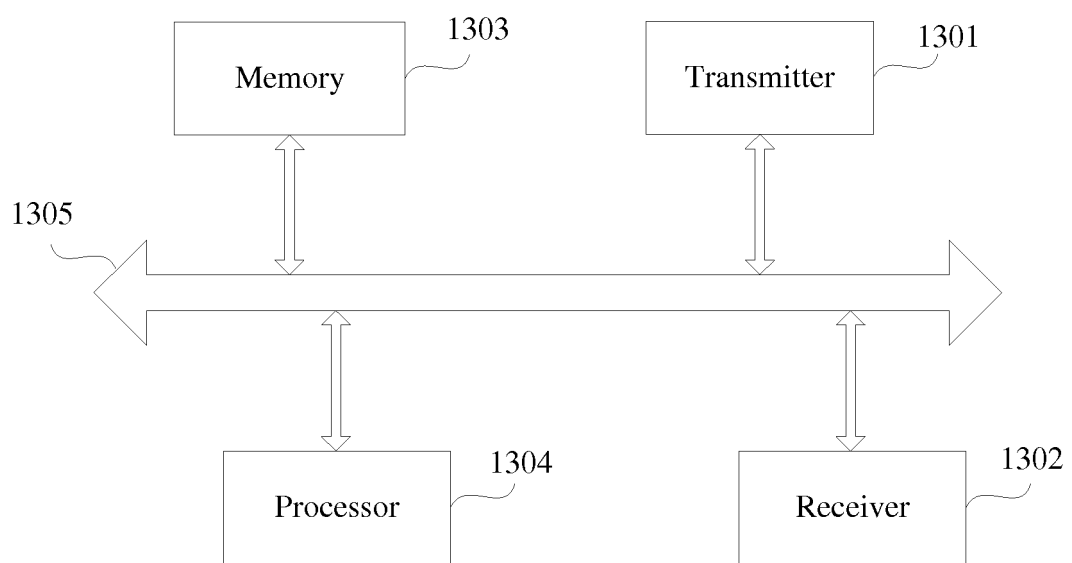 1303
1301
Memory
Transmitter
1305
1304
1302
Processor
Receiver